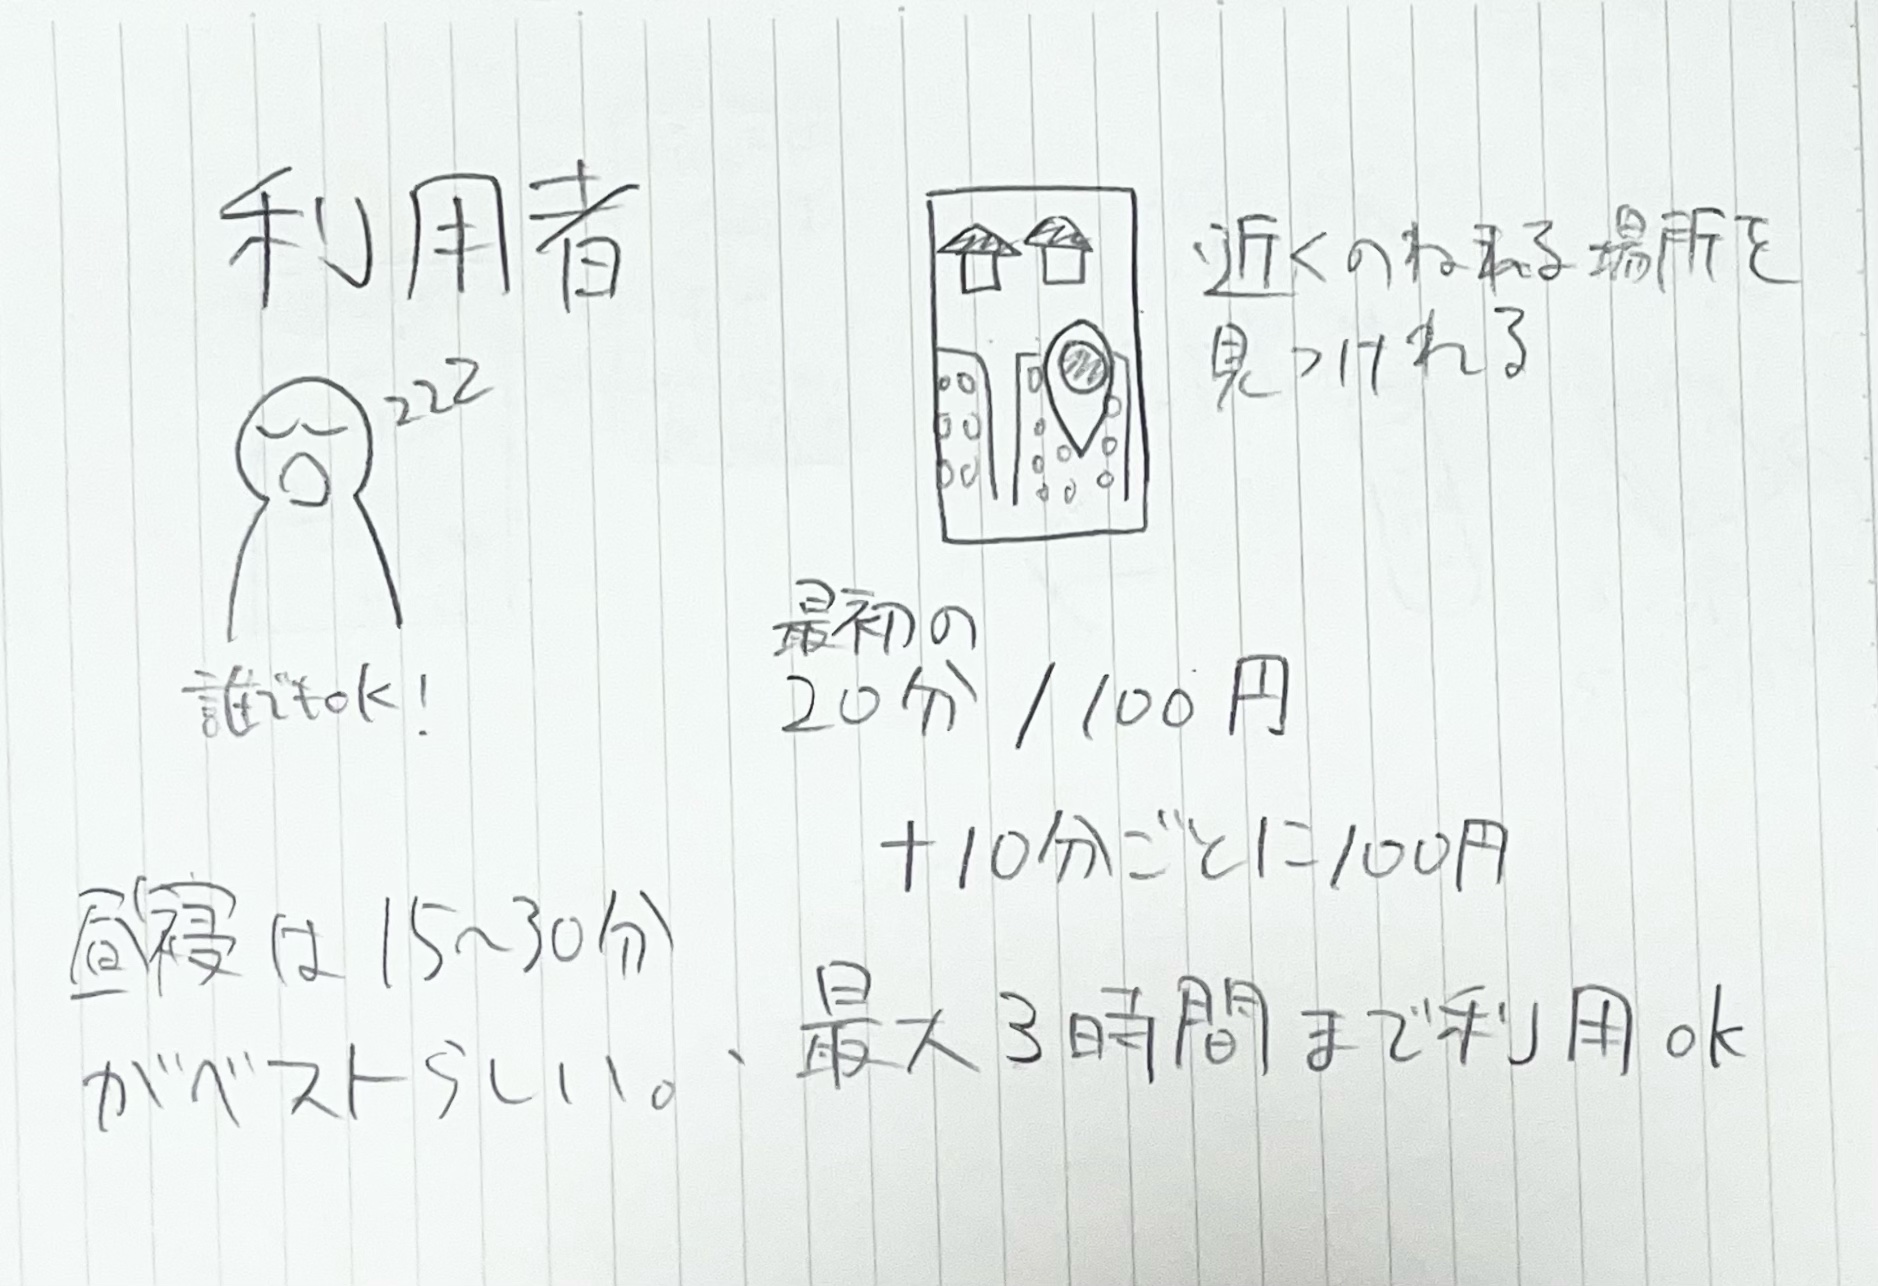 利用者
zzz
誰でもok!
近くのねれる場所を
見つけれる
最初の
20分/100円
+10分ごとに100円
昼寝は15~30分
がベストらしい。
最大3時間まで利用ok